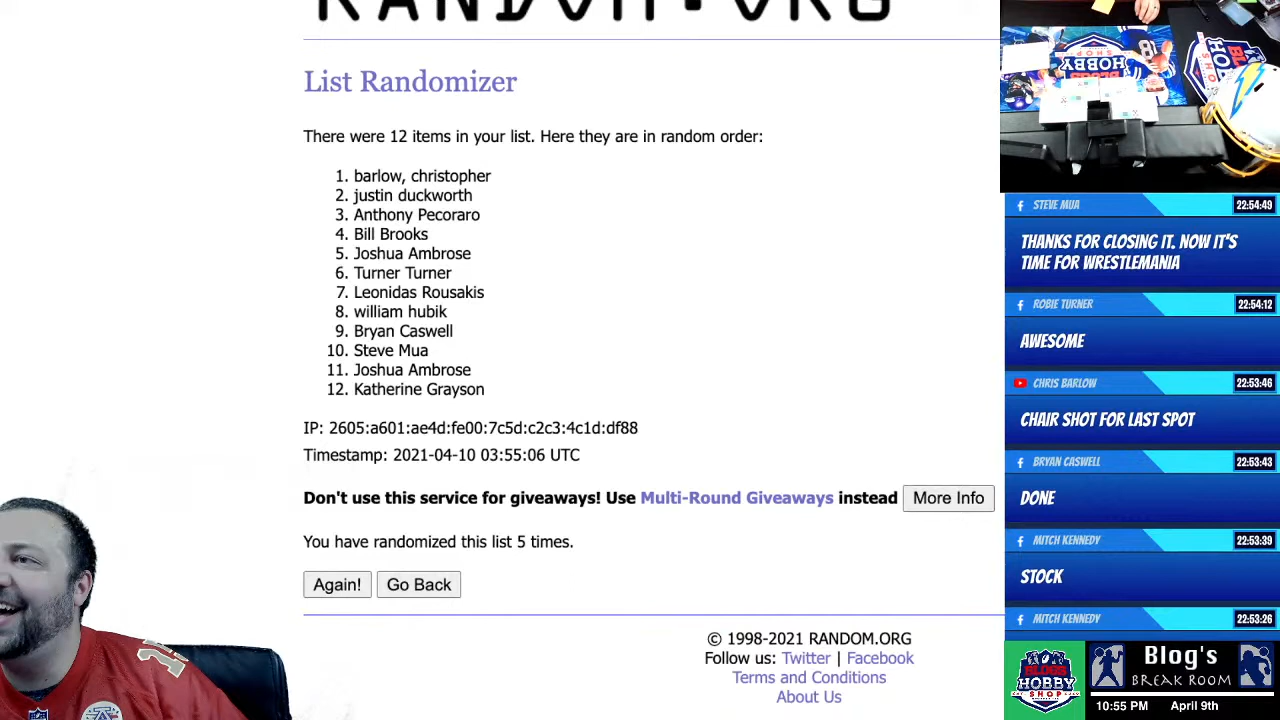 RANDOM.ORG
List Randomizer
There were 12 items in your list. Here they are in random order:
1. barlow, christopher
2. justin duckworth
3. Anthony Pecoraro
4. Bill Brooks
5. Joshua Ambrose
6. Turner Turner
7. Leonidas Rousakis
8. william hubik
9. Bryan Caswell
10. Steve Mua
11. Joshua Ambrose
12. Katherine Grayson
IP: 2605:a601:ae4d:fe00:7c5d:c2c3:4c1d:df88
Timestamp: 2021-04-10 03:55:06 UTC
Don't use this service for giveaways! Use Multi-Round Giveaways instead More Info
You have randomized this list 5 times.
Again! Go Back
© 1998-2021 RANDOM.ORG
Follow us: Twitter | Facebook
Terms and Conditions
About Us
HOBBY
SHOP
18
STEVE MUA 22:54:49
THANKS FOR CLOSING IT. NOW IT'S
TIME FOR WRESTLEMANIA
ROBIE TURNER 22:54:12
AWESOME
CHRIS BARLOW 22:53:46
CHAIR SHOT FOR LAST SPOT
BRYAN CASWELL 22:53:43
DONE
MITCH KENNEDY 22:53:39
STOCK
MITCH KENNEDY 22:53:26
BLOGS
HOBBY
SHOP
Blog's
BREAK ROOM
10:55 PM April 9th